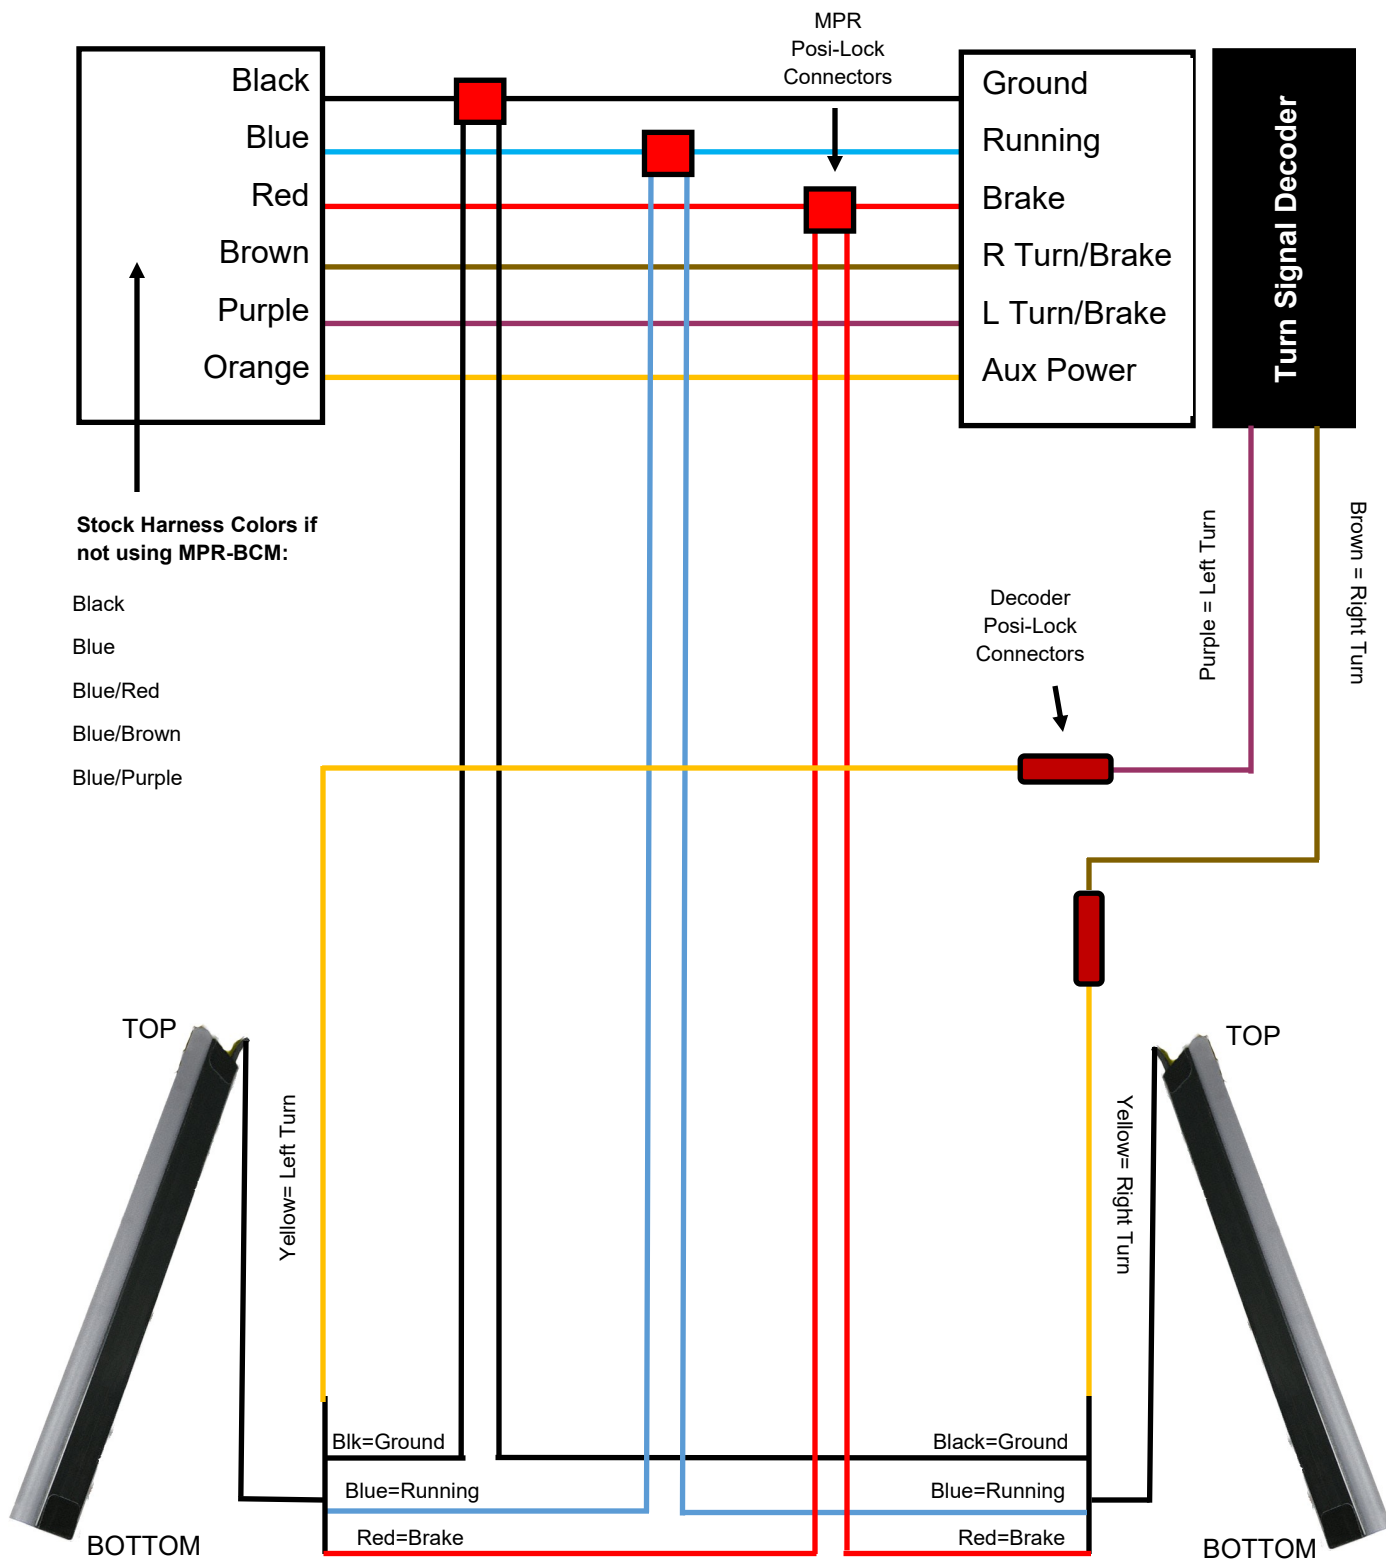 MPR
Posi-Lock
Connectors
Black
Blue
Red
Brown
Purple
Orange
Ground
Running
Brake
R Turn/Brake
L Turn/Brake
Aux Power
Turn Signal Decoder
Stock Harness Colors if
not using MPR-BCM:
Black
Blue
Blue/Red
Blue/Brown
Blue/Purple
Decoder
Posi-Lock
Connectors
Purple = Left Turn
Brown = Right Turn
TOP
TOP
Yellow= Left Turn
Yellow= Right Turn
Blk=Ground
Black=Ground
Blue=Running
Blue=Running
Red=Brake
Red=Brake
BOTTOM
BOTTOM